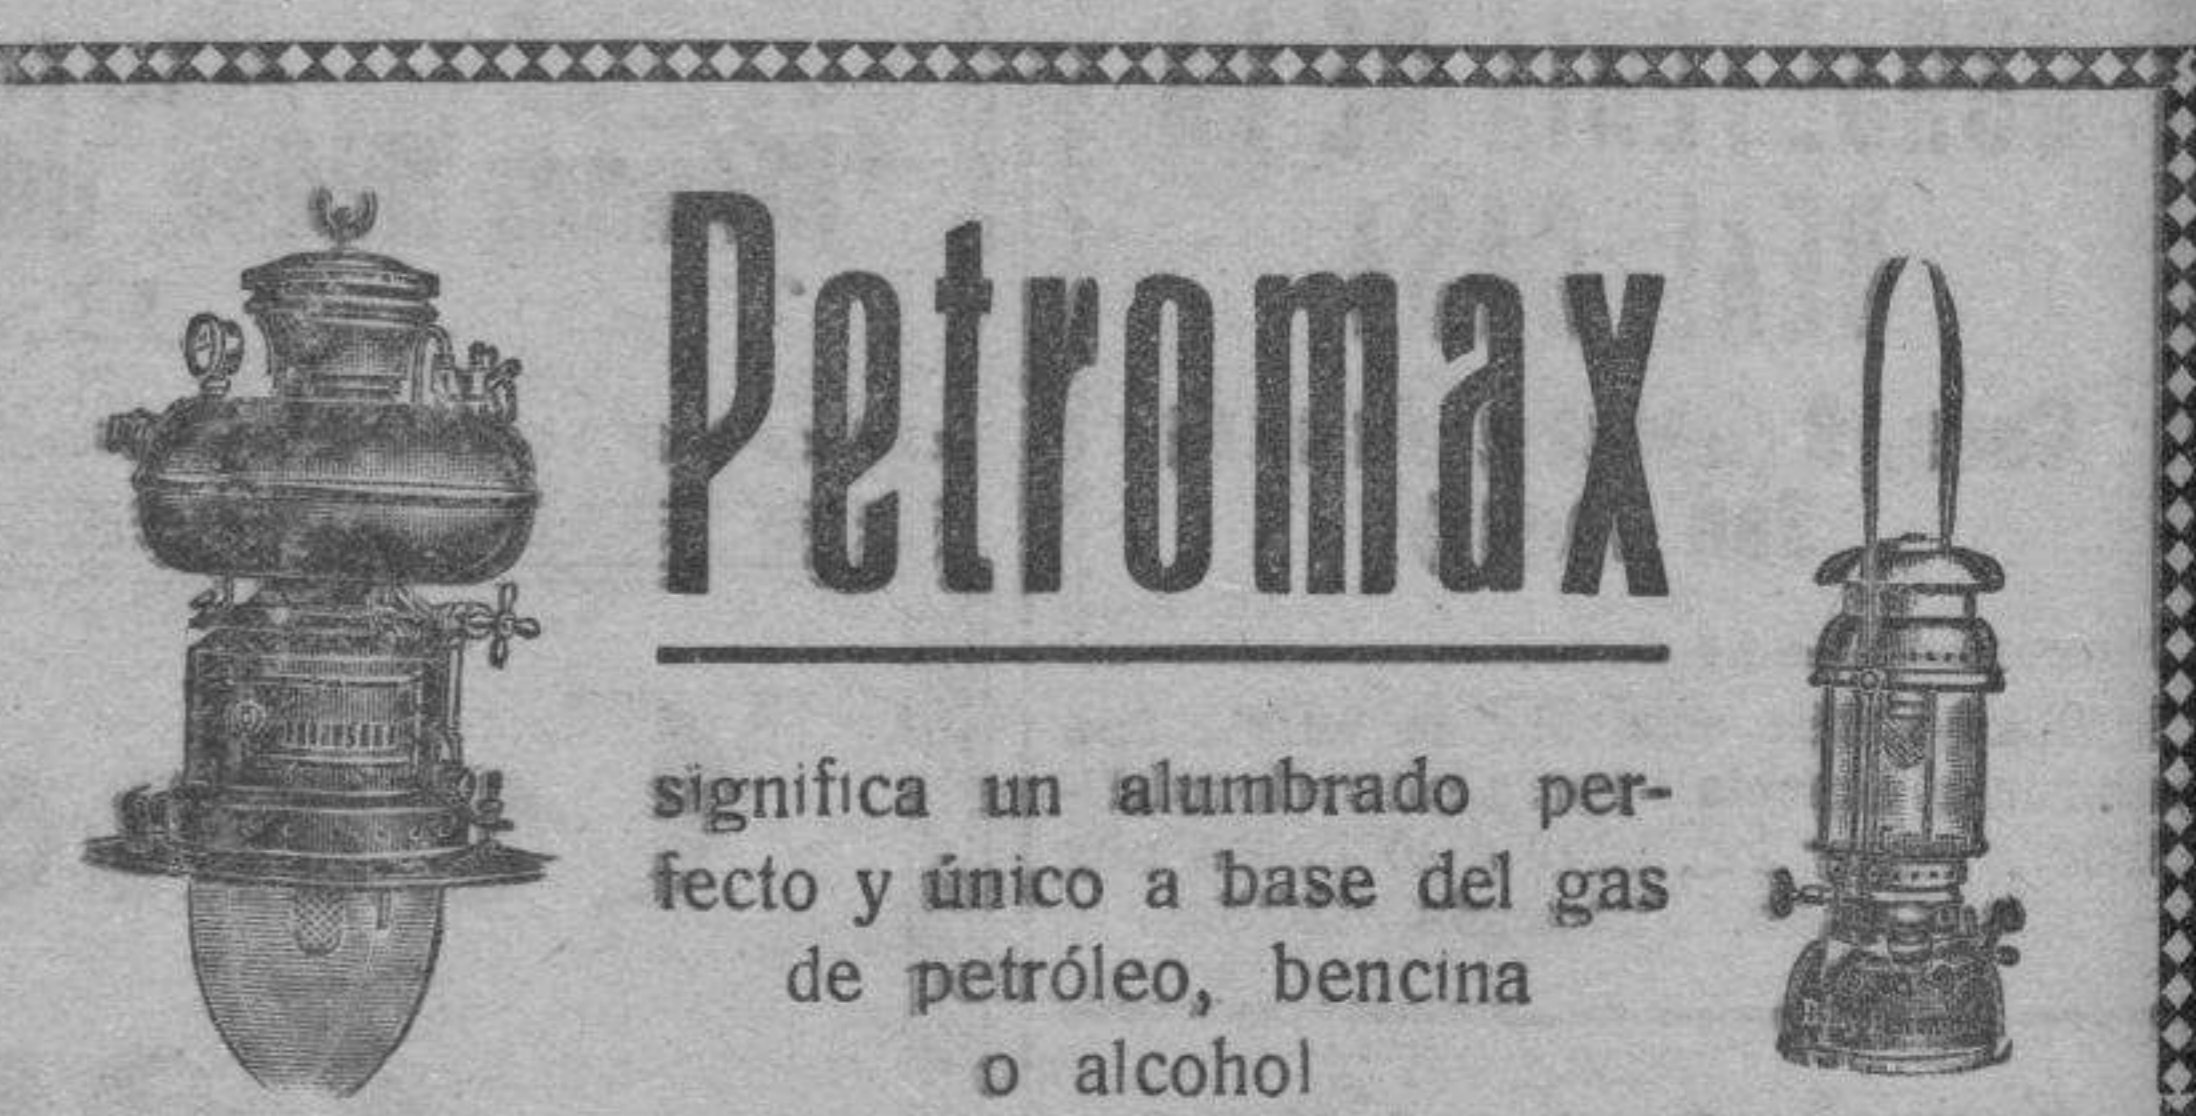 Petromax
significa un alumbrado per-
fecto y único a base del gas
de petróleo, bencina
o alcohol